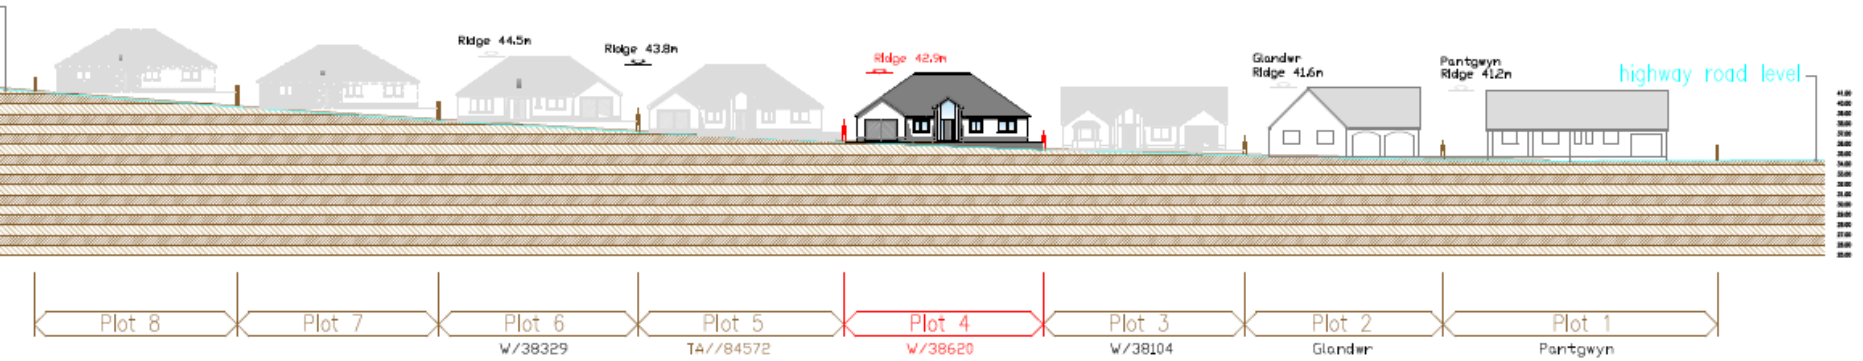 Ridge 44.5m
Ridge 43.8m
Ridge 42.9m
Glandwr
Ridge 41.6m
Pantgwyn
Ridge 41.2m
highway road level
Plot 8
Plot 7
Plot 6
Plot 5
Plot 4
Plot 3
Plot 2
Plot 1
W/38329
TA//84572
W/38620
W/38104
Glandwr
Pantgwyn